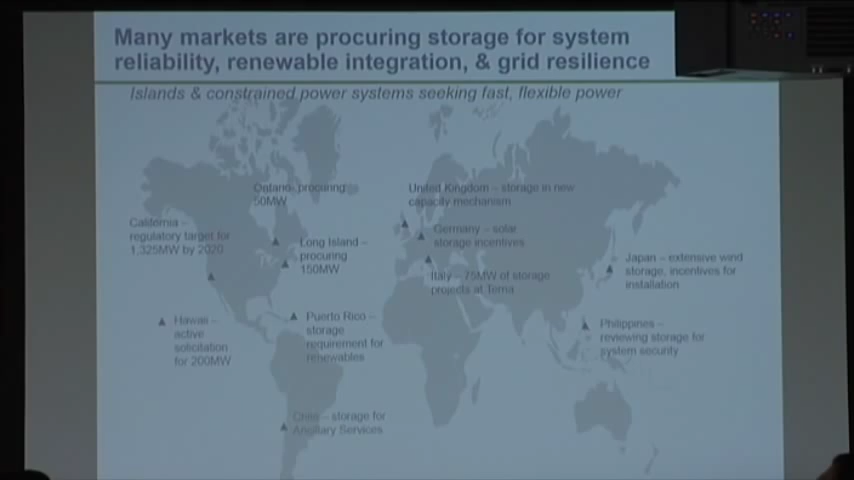 Many markets are procuring storage for system
reliability, renewable integration, & grid resilience
Islands & constrained power systems seeking fast, flexible power
Ontario- procuring
50MW
United Kingdom – storage in new
capacity mechanism
California –
regulatory target for
1,325MW by 2020
Germany – solar
storage incentives
Long Island –
procuring
150MW
Italy – 75MW of storage
projects at Terna
Japan – extensive wind
storage, incentives for
installation
Hawaii –
active
solicitation
for 200MW
Puerto Rico –
storage
requirement for
renewables
Philippines –
reviewing storage for
system security
Chile – storage for
Ancillary Services